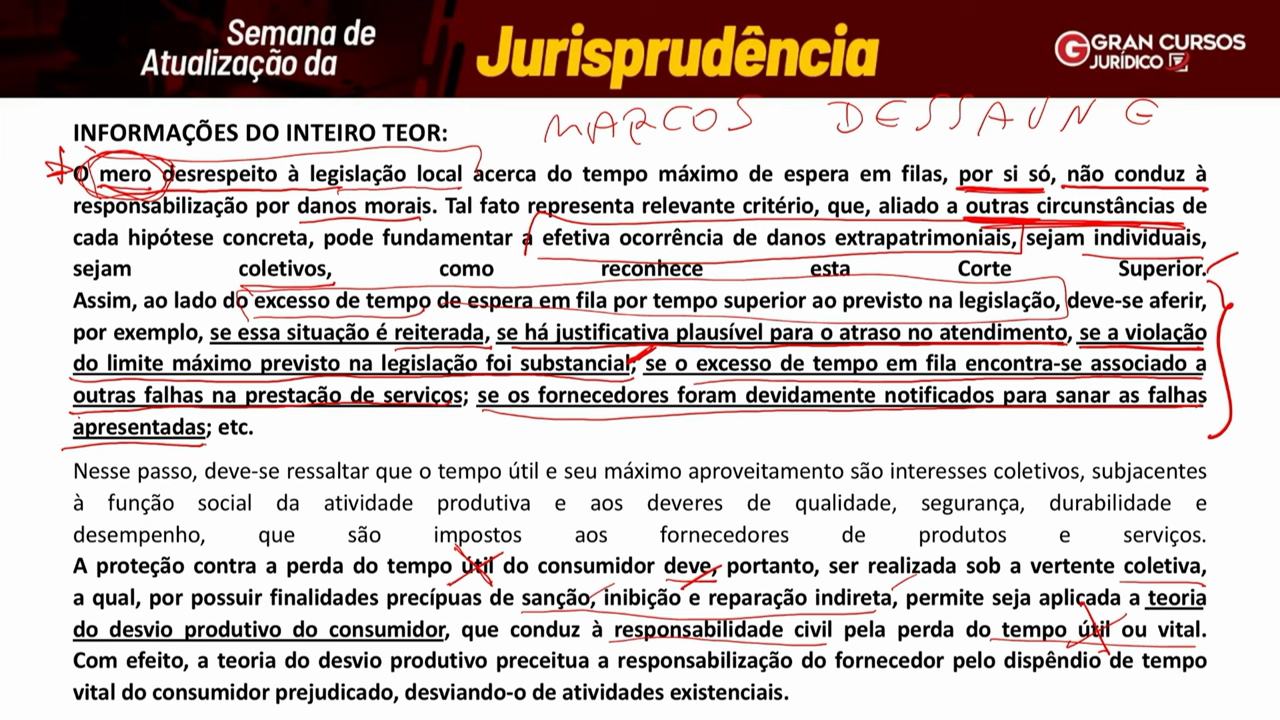 Semana de
Atualização da
Jurisprudência
GRAN CURSOS
JURÍDICO
MARCOS DESSAUNE
INFORMAÇÕES DO INTEIRO TEOR:
O mero desrespeito à legislação local acerca do tempo máximo de espera em filas, por si só, não conduz à
responsabilização por danos morais. Tal fato representa relevante critério, que, aliado a outras circunstâncias de
cada hipótese concreta, pode fundamentar a efetiva ocorrência de danos extrapatrimoniais, sejam individuais,
sejam coletivos, como reconhece esta Corte Superior.
Assim, ao lado do excesso de tempo de espera em fila por tempo superior ao previsto na legislação, deve-se aferir,
por exemplo, se essa situação é reiterada, se há justificativa plausível para o atraso no atendimento, se a violação
do limite máximo previsto na legislação foi substancial, se o excesso de tempo em fila encontra-se associado a
outras falhas na prestação de serviços; se os fornecedores foram devidamente notificados para sanar as falhas
apresentadas; etc.
Nesse passo, deve-se ressaltar que o tempo útil e seu máximo aproveitamento são interesses coletivos, subjacentes
à função social da atividade produtiva e aos deveres de qualidade, segurança, durabilidade e
desempenho, que são impostos aos fornecedores de produtos e serviços.
A proteção contra a perda do tempo útil do consumidor deve, portanto, ser realizada sob a vertente coletiva,
a qual, por possuir finalidades precípuas de sanção, inibição e reparação indireta, permite seja aplicada a teoria
do desvio produtivo do consumidor, que conduz à responsabilidade civil pela perda do tempo útil ou vital.
Com efeito, a teoria do desvio produtivo preceitua a responsabilização do fornecedor pelo dispêndio de tempo
vital do consumidor prejudicado, desviando-o de atividades existenciais.